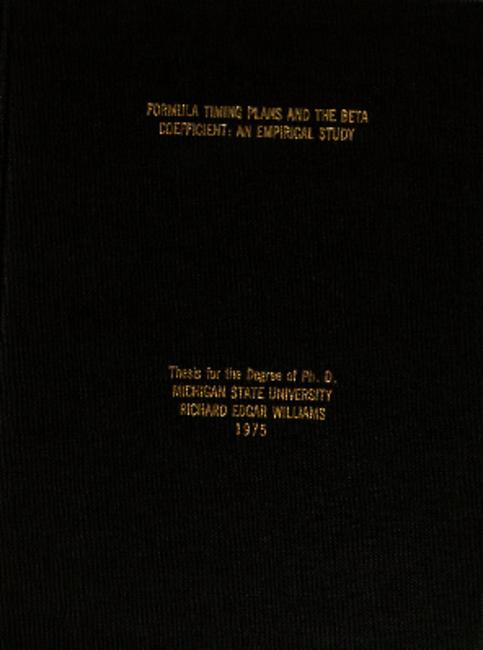 FORMULA TIMING PLANS AND THE BETA
COEFFICIENT: AN EMPIRICAL STUDY
Thesis for the Degree of Ph. D.
MICHIGAN STATE UNIVERSITY
RICHARD EDGAR WILLIAMS
1975